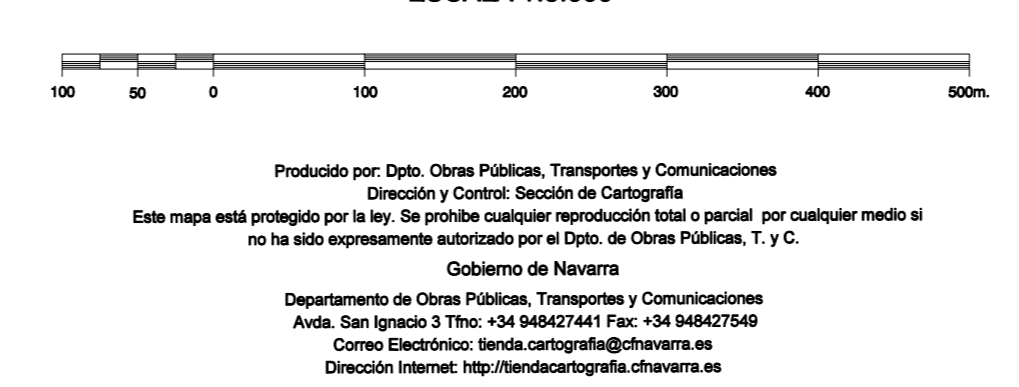 100 50 0 100 200 300 400 500m.
Producido por: Dpto. Obras Públicas, Transportes y Comunicaciones
Dirección y Control: Sección de Cartografía
Este mapa está protegido por la ley. Se prohibe cualquier reproducción total o parcial por cualquier medio si
no ha sido expresamente autorizado por el Dpto. de Obras Públicas, T. y C.
Gobierno de Navarra
Departamento de Obras Públicas, Transportes y Comunicaciones
Avda. San Ignacio 3 Tfno: +34 948427441 Fax: +34 948427549
Correo Electrónico: tienda.cartografia@cfnavarra.es
Dirección Internet: http://tiendacartografia.cfnavarra.es